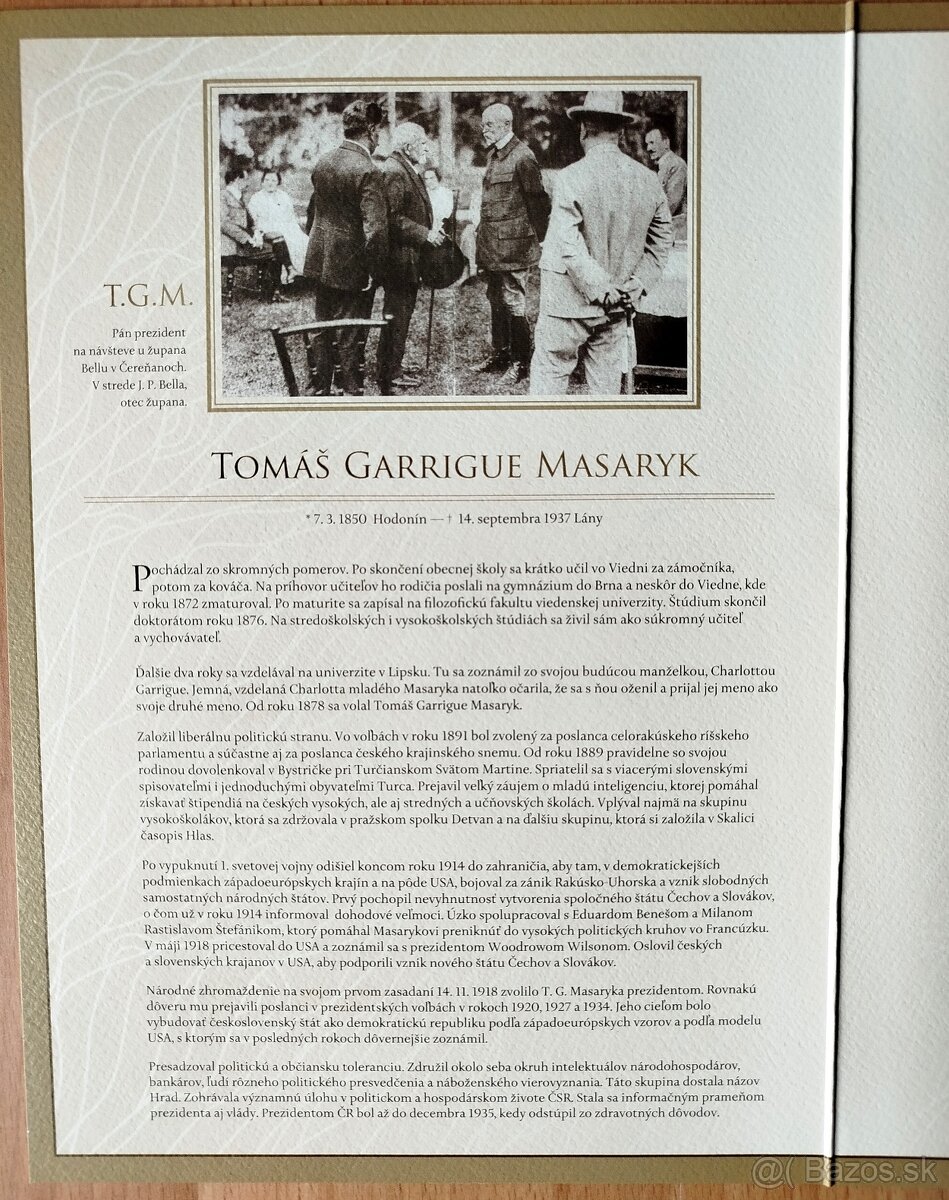 T.G.M.
Pán prezident
na návšteve u župana
Bellu v Čereňanoch.
V strede J. P. Bella,
otec župana.
TOMÁŠ GARRIGUE MASARYK
* 7. 3. 1850 Hodonín — † 14. septembra 1937 Lány
Pochádzal zo skromných pomerov. Po skončení obecnej školy sa krátko učil vo Viedni za zámočníka,
potom za kováča. Na príhovor učiteľov ho rodičia poslali na gymnázium do Brna a neskôr do Viedne, kde
v roku 1872 zmaturoval. Po maturite sa zapísal na filozofickú fakultu viedenskej univerzity. Štúdium skončil
doktorátom roku 1876. Na stredoškolských i vysokoškolských štúdiách sa živil sám ako súkromný učiteľ
a vychovávateľ.
Ďalšie dva roky sa vzdelával na univerzite v Lipsku. Tu sa zoznámil zo svojou budúcou manželkou, Charlottou
Garrigue. Jemná, vzdelaná Charlotta mladého Masaryka natoľko očarila, že sa s ňou oženil a prijal jej meno ako
svoje druhé meno. Od roku 1878 sa volal Tomáš Garrigue Masaryk.
Založil liberálnu politickú stranu. Vo voľbách v roku 1891 bol zvolený za poslanca celorakúskeho ríšskeho
parlamentu a súčastne aj za poslanca českého krajinského snemu. Od roku 1889 pravidelne so svojou
rodinou dovolenkoval v Bystričke pri Turčianskom Svätom Martine. Spriatelil sa s viacerými slovenskými
spisovateľmi i jednoduchými obyvateľmi Turca. Prejavil veľký záujem o mladú inteligenciu, ktorej pomáhal
získavať štipendiá na českých vysokých, ale aj stredných a učňovských školách. Vplýval najmä na skupinu
vysokoškolákov, ktorá sa zdržovala v pražskom spolku Detvan a na ďalšiu skupinu, ktorá si založila v Skalici
časopis Hlas.
Po vypuknutí 1. svetovej vojny odišiel koncom roku 1914 do zahraničia, aby tam, v demokratickejších
podmienkach západoeurópskych krajín a na pôde USA, bojoval za zánik Rakúsko-Uhorska a vznik slobodných
samostatných národných štátov. Prvý pochopil nevyhnutnosť vytvorenia spoločného štátu Čechov a Slovákov,
o čom už v roku 1914 informoval dohodové veľmoci. Úzko spolupracoval s Eduardom Benešom a Milanom
Rastislavom Štefánikom, ktorý pomáhal Masarykovi preniknúť do vysokých politických kruhov vo Francúzku.
V máji 1918 pricestoval do USA a zoznámil sa s prezidentom Woodrowom Wilsonom. Oslovil českých
a slovenských krajanov v USA, aby podporili vznik nového štátu Čechov a Slovákov.
Národné zhromaždenie na svojom prvom zasadaní 14. 11. 1918 zvolilo T. G. Masaryka prezidentom. Rovnakú
dôveru mu prejavili poslanci v prezidentských voľbách v rokoch 1920, 1927 a 1934. Jeho cieľom bolo
vybudovať československý štát ako demokratickú republiku podľa západoeurópskych vzorov a podľa modelu
USA, s ktorým sa v posledných rokoch dôvernejšie zoznámil.
Presadzoval politickú a občiansku toleranciu. Združil okolo seba okruh intelektuálov národohospodárov,
bankárov, ľudí rôzneho politického presvedčenia a náboženského vierovyznania. Táto skupina dostala názov
Hrad. Zohrávala významnú úlohu v politickom a hospodárskom živote ČSR. Stala sa informačným prameňom
prezidenta aj vlády. Prezidentom ČR bol až do decembra 1935, kedy odstúpil zo zdravotných dôvodov.
@( Bazos.sk